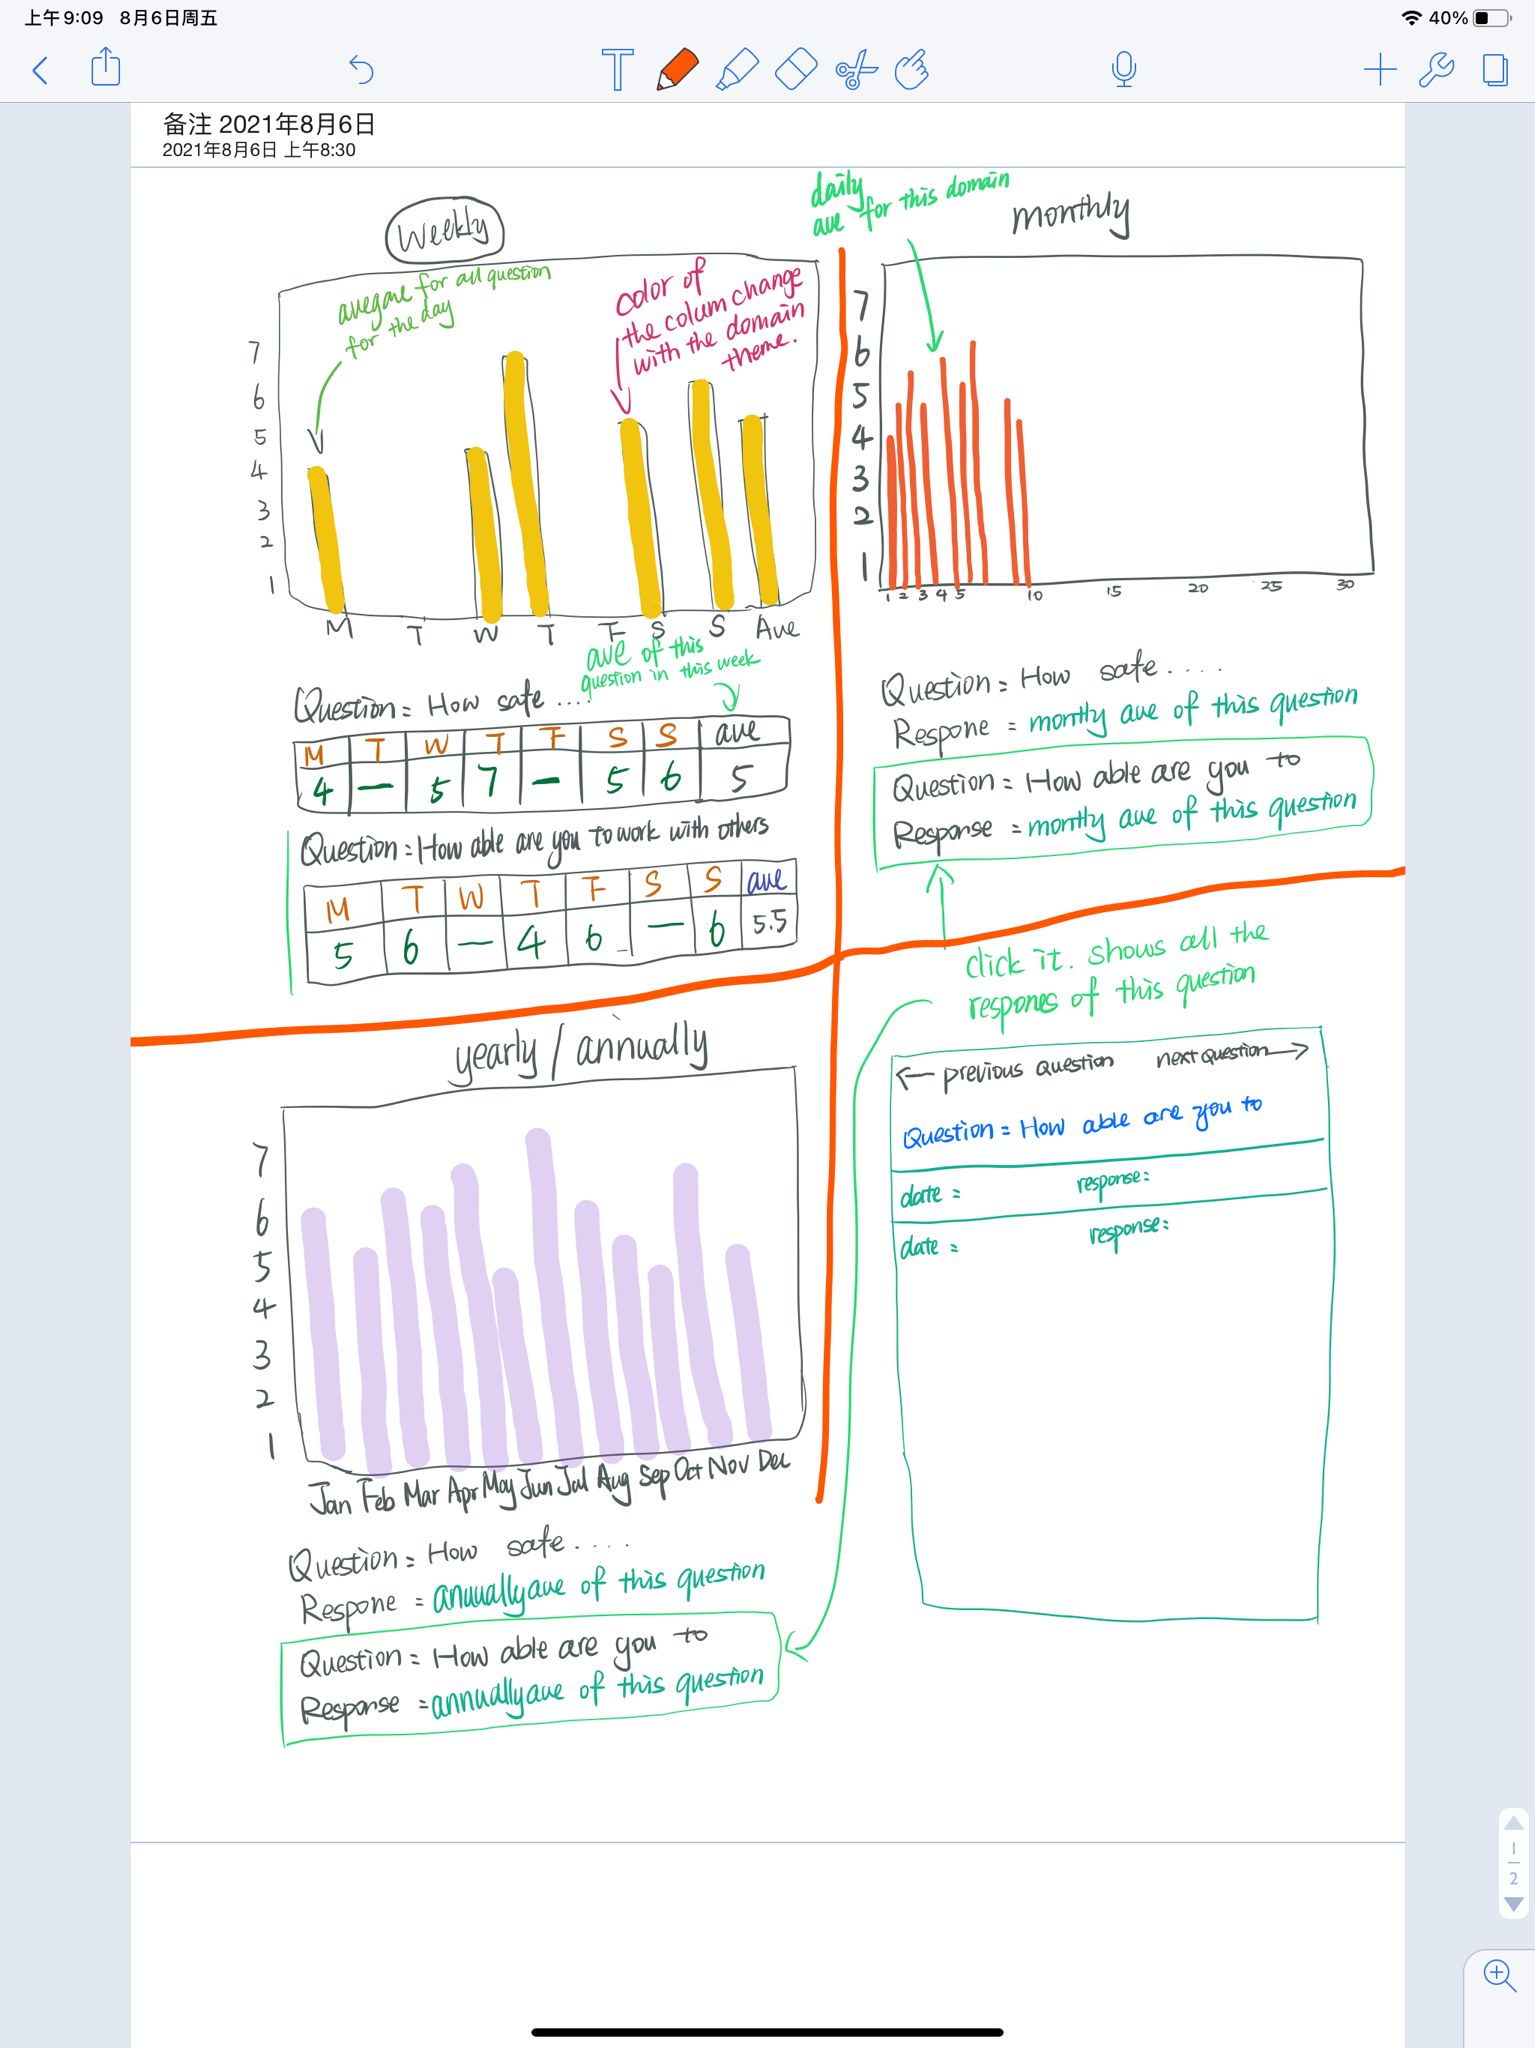 上午9:09 8月6日周五
40%
备注 2021年8月6日
2021年8月6日 上午8:30
Weekly
avegare for all question
for the day
color of
the colum change
with the domain
theme.
7
6
5
4
3
2
1
M T W T F S S Ave
ave of this
question in this week
Question = How safe ....
M T W T F S S ave
4 — 5 7 — 5 6 5
Question = How able are you to work with others
M T W T F S S ave
5 6 — 4 6 — 6 5.5
daily
ave for this domain
monthly
7
6
5
4
3
2
1
1 2 3 4 5 10 15 20 25 30
Question = How safe ....
Respone = montly ave of this question
Question = How able are you to
Response = montly ave of this question
click it. shows all the
respones of this question
← previous question next question →
Question = How able are you to
date = response =
date = response =
yearly / annually
7
6
5
4
3
2
1
Jan Feb Mar Apr May Jun Jul Aug Sep Oct Nov Dec
Question = How safe ....
Respone = anuually ave of this question
Question = How able are you to
Response = annually ave of this question
1
2